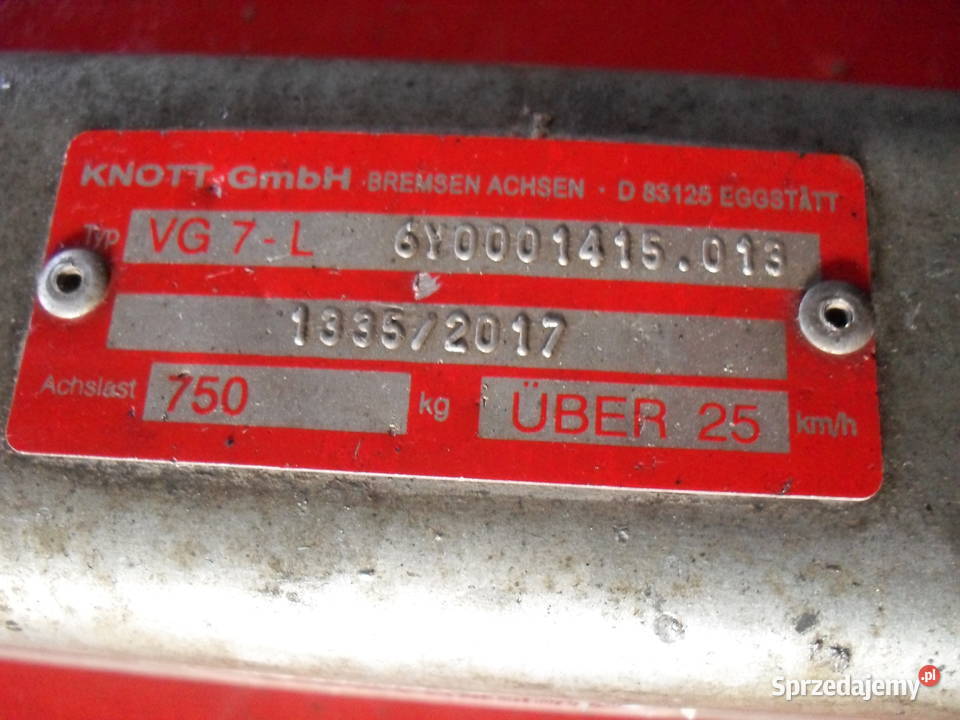 KNOTT GmbH BREMSEN ACHSEN · D 83125 EGGSTÄTT
Typ VG 7-L 6Y0001415.013
1335/2017
Achslast 750 kg ÜBER 25 km/h
Sprzedajemy.pl